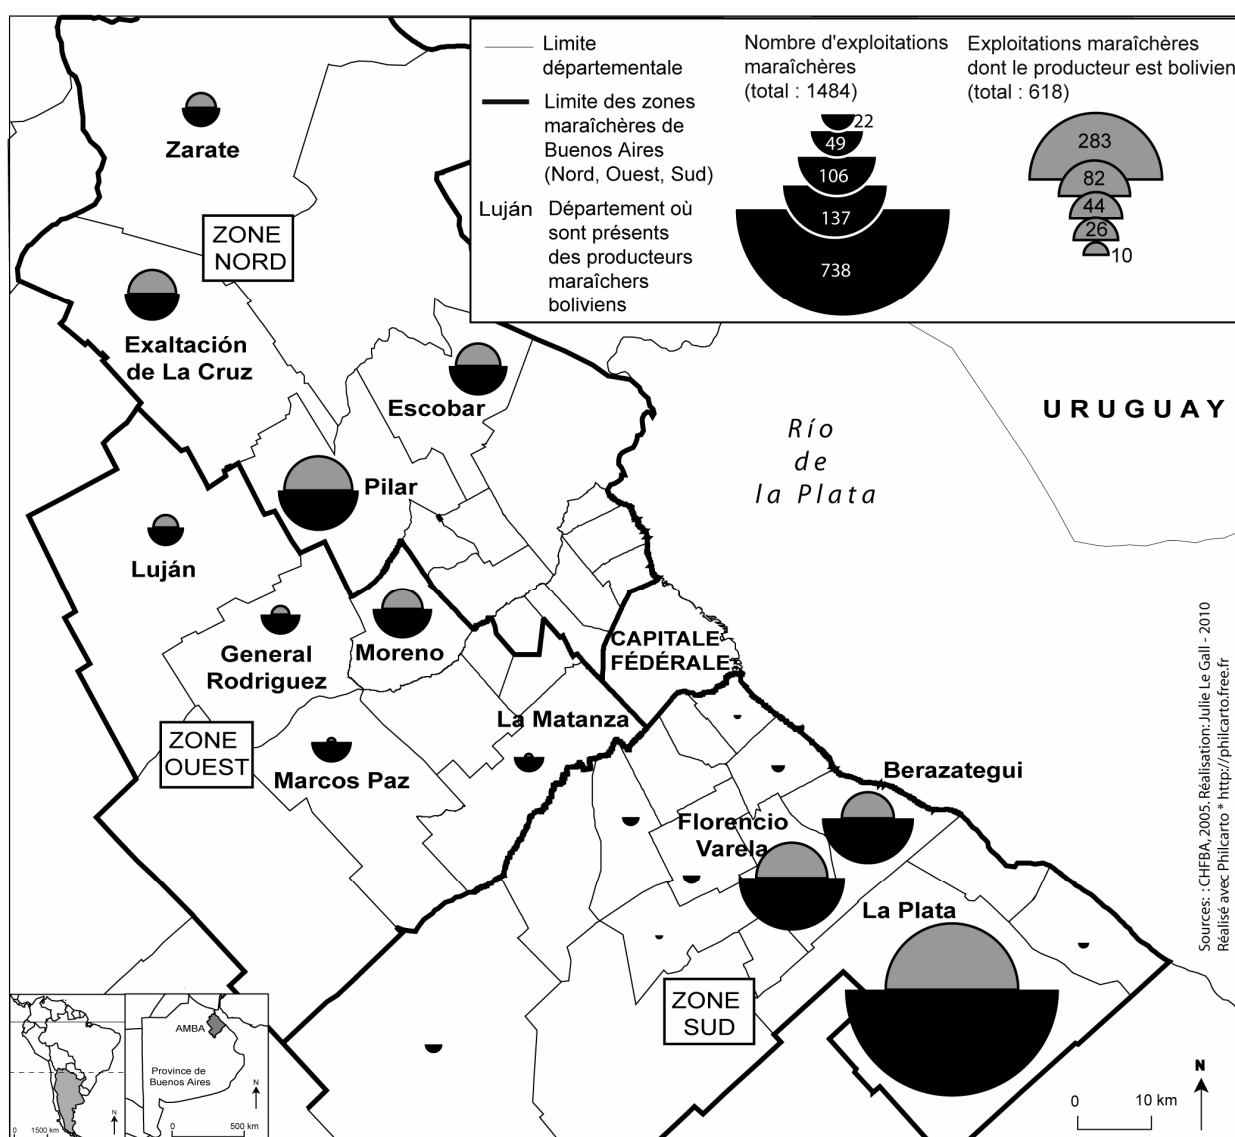 Limite
départementale
Limite des zones
maraîchères de
Buenos Aires
(Nord, Ouest, Sud)
Luján
Département où
sont présents
des producteurs
maraîchers
boliviens
Nombre d'exploitations
maraîchères
(total : 1484)
22
49
106
137
738
Exploitations maraîchères
dont le producteur est bolivien
(total : 618)
283
82
44
26
10
Zarate
ZONE
NORD
Exaltación
de La Cruz
Escobar
Pilar
URUGUAY
Río
de
la Plata
Luján
General
Rodriguez
Moreno
CAPITALE
FÉDÉRALE
La Matanza
ZONE
OUEST
Marcos Paz
Berazategui
Florencio
Varela
La Plata
ZONE
SUD
Sources: : CHFBA, 2005. Réalisation: Julie Le Gall - 2010
Réalisé avec Philcarto * http://philcarto.free.fr
N
0 10 km
N
0 1500 km
AMBA
Province de
Buenos Aires
N
0 500 km